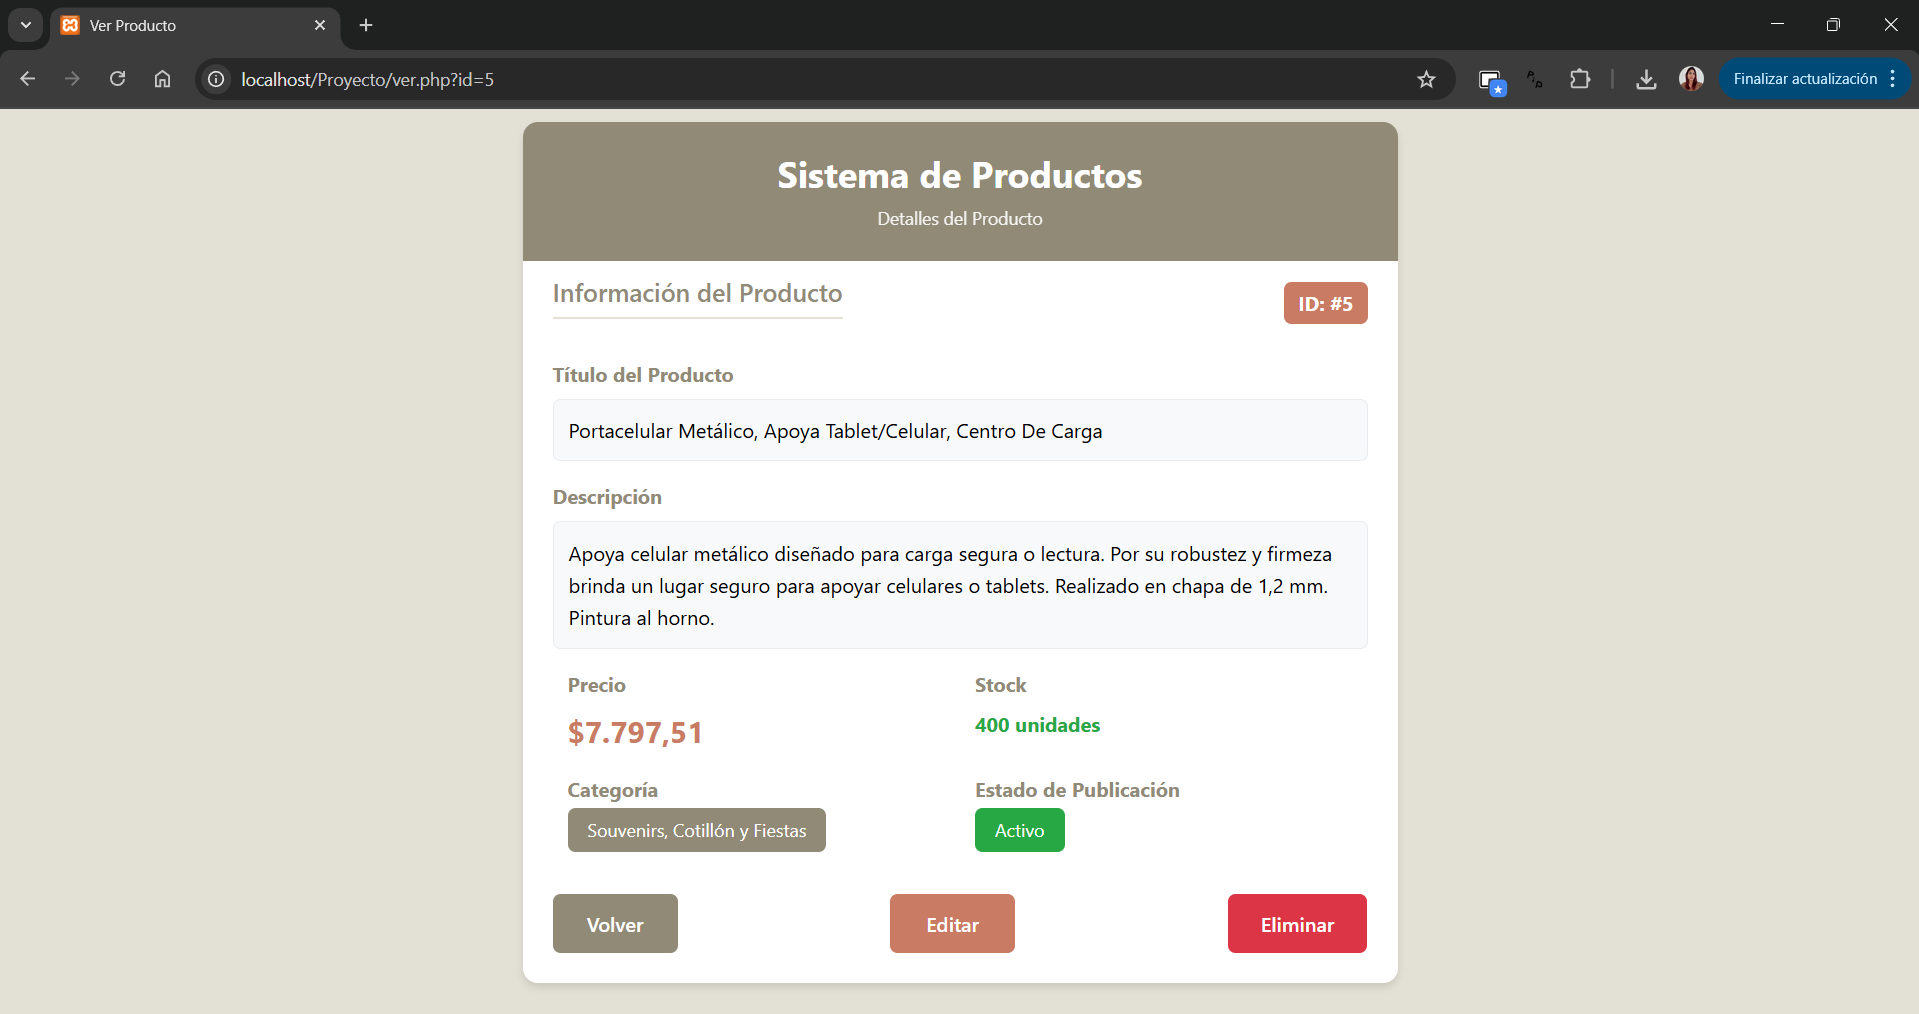 Ver Producto
localhost/Proyecto/ver.php?id=5
Finalizar actualización
Sistema de Productos
Detalles del Producto
Información del Producto
ID: #5
Título del Producto
Portacelular Metálico, Apoya Tablet/Celular, Centro De Carga
Descripción
Apoya celular metálico diseñado para carga segura o lectura. Por su robustez y firmeza
brinda un lugar seguro para apoyar celulares o tablets. Realizado en chapa de 1,2 mm.
Pintura al horno.
Precio
Stock
$7.797,51
400 unidades
Categoría
Estado de Publicación
Souvenirs, Cotillón y Fiestas
Activo
Volver
Editar
Eliminar